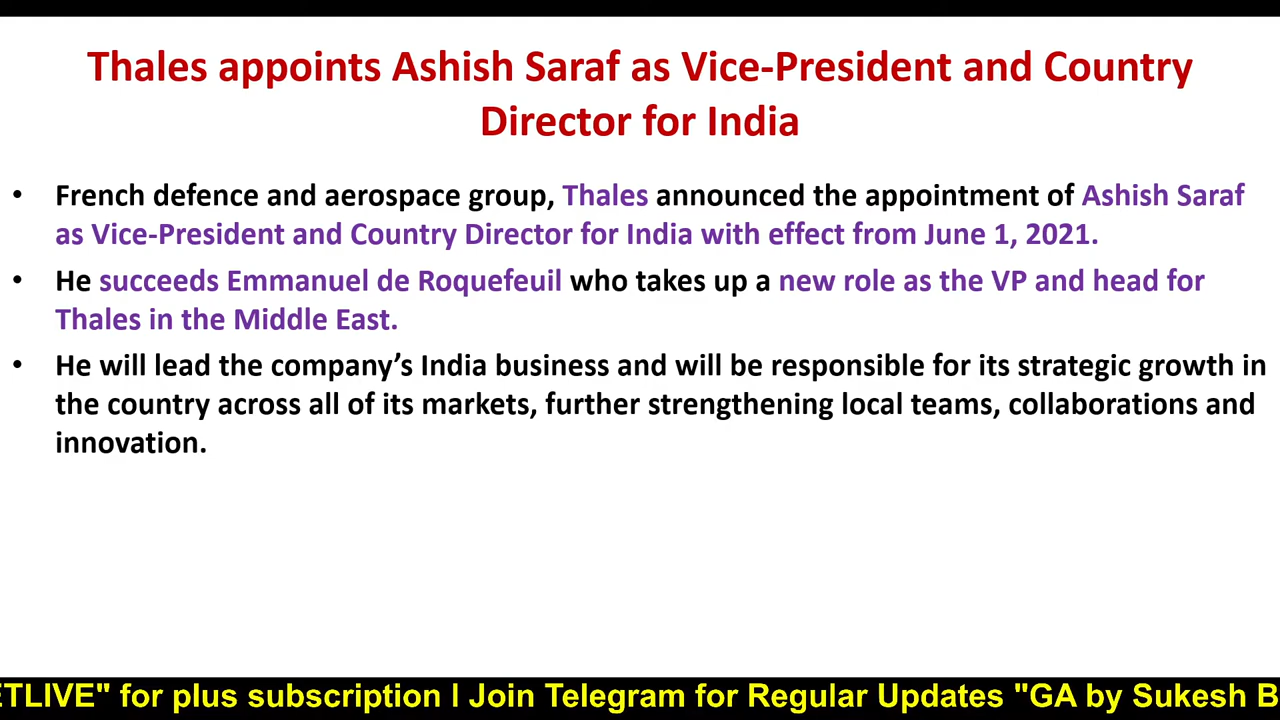 Thales appoints Ashish Saraf as Vice-President and Country
Director for India
• French defence and aerospace group, Thales announced the appointment of Ashish Saraf
as Vice-President and Country Director for India with effect from June 1, 2021.
• He succeeds Emmanuel de Roquefeuil who takes up a new role as the VP and head for
Thales in the Middle East.
• He will lead the company’s India business and will be responsible for its strategic growth in
the country across all of its markets, further strengthening local teams, collaborations and
innovation.
ETLIVE" for plus subscription I Join Telegram for Regular Updates "GA by Sukesh B